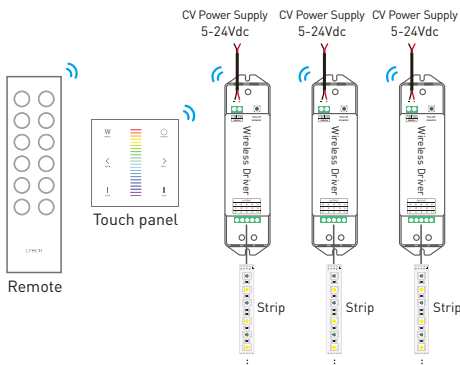 CV Power Supply CV Power Supply CV Power Supply
5-24Vdc 5-24Vdc 5-24Vdc
Wireless Driver Wireless Driver Wireless Driver
W
LTECH
Touch panel
Remote
Strip Strip Strip